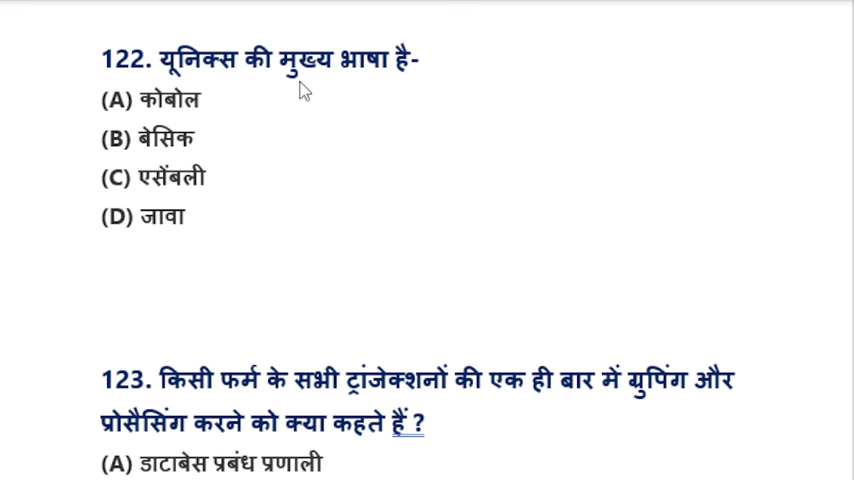 122. यूनिक्स की मुख्य भाषा है-
(A) कोबोल
(B) बेसिक
(C) एसेंबली
(D) जावा
123. किसी फर्म के सभी ट्रांजेक्शनों की एक ही बार में ग्रुपिंग और
प्रोसैसिंग करने को क्या कहते हैं ?
(A) डाटाबेस प्रबंध प्रणाली